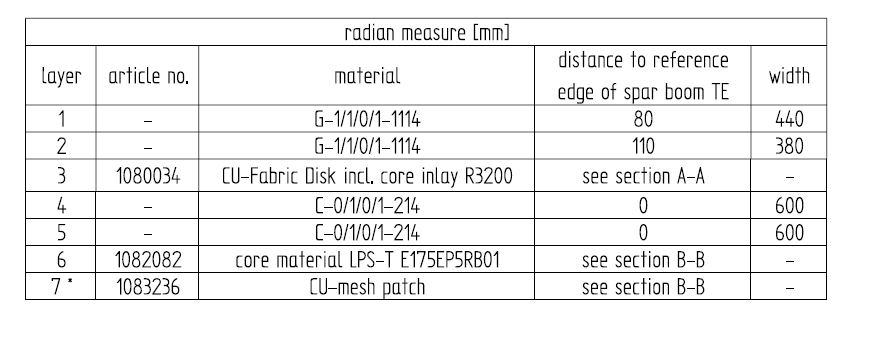 radian measure [mm]
layer article no. material distance to reference edge of spar boom TE width
1 – G–1/1/0/1–1114 80 440
2 – G–1/1/0/1–1114 110 380
3 1080034 CU–Fabric Disk incl. core inlay R3200 see section A–A –
4 – C–0/1/0/1–214 0 600
5 – C–0/1/0/1–214 0 600
6 1082082 core material LPS-T E175EP5RB01 see section B–B –
7 * 1083236 CU-mesh patch see section B–B –